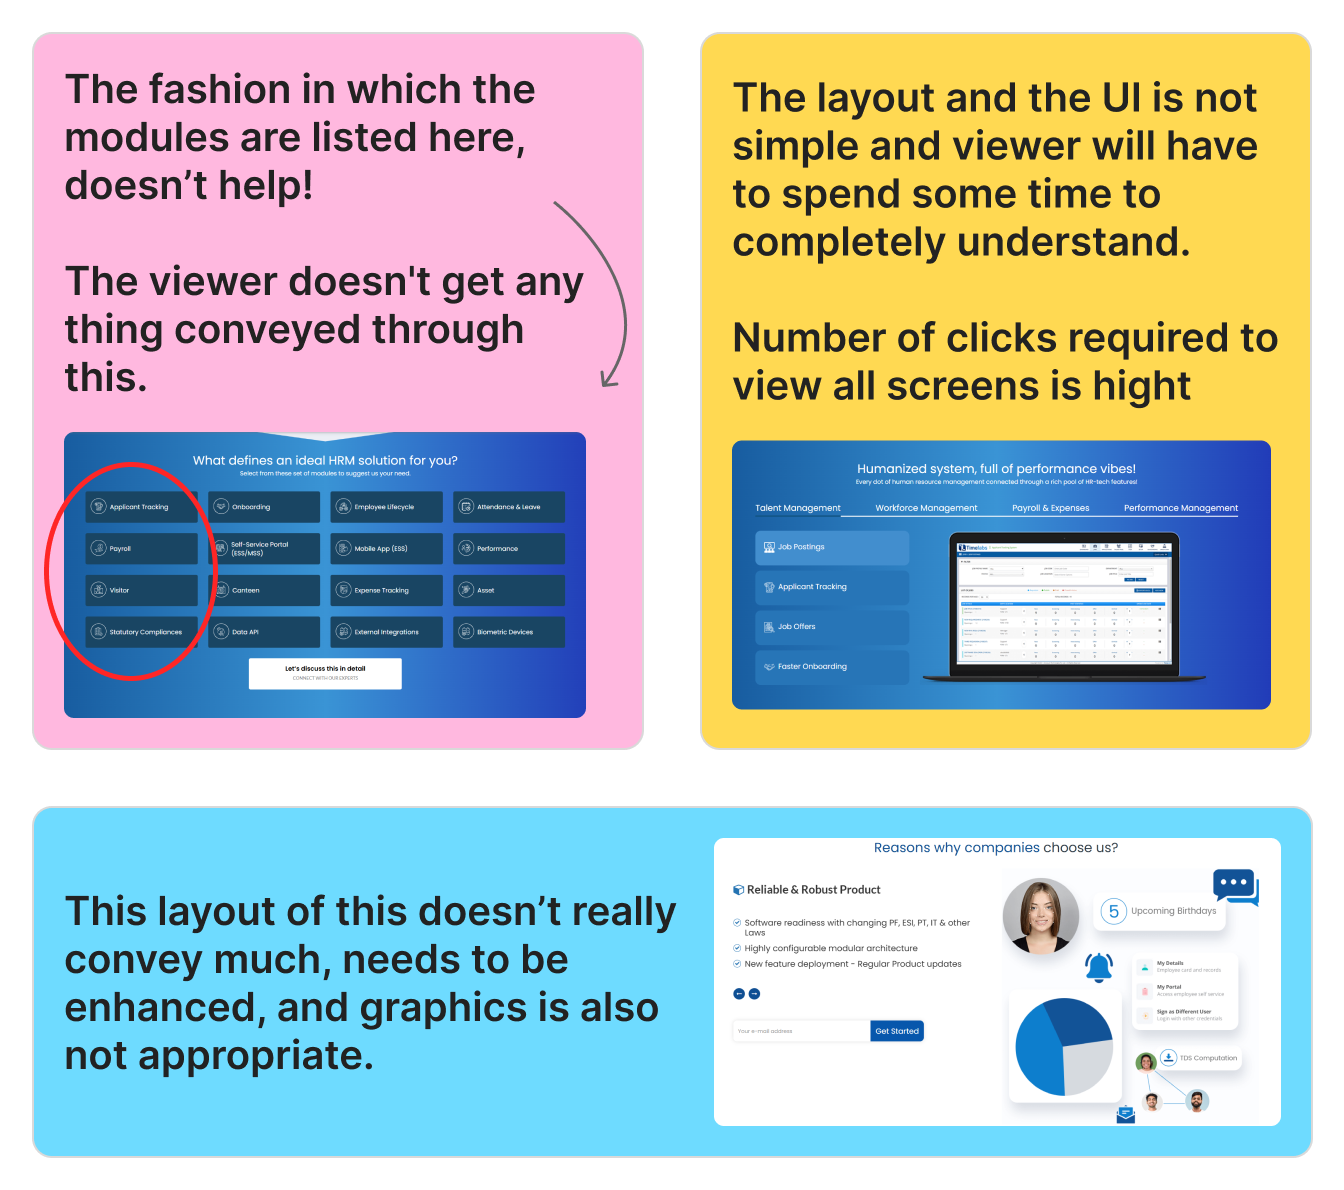 The fashion in which the
modules are listed here,
doesn’t help!
The viewer doesn't get any
thing conveyed through
this.
What defines an ideal HRM solution for you?
Select from these set of modules to suggest us your need.
Applicant Tracking
Onboarding
Employee Lifecycle
Attendance & Leave
Payroll
Self-Service Portal
(ESS/MSS)
Mobile App (ESS)
Performance
Visitor
Canteen
Expense Tracking
Asset
Statutory Compliances
Data API
External Integrations
Biometric Devices
Let's discuss this in detail
CONNECT WITH OUR EXPERTS
The layout and the UI is not
simple and viewer will have
to spend some time to
completely understand.
Number of clicks required to
view all screens is hight
Humanized system, full of performance vibes!
Every dot of human resource management connected through a rich pool of HR-tech features!
Talent Management
Workforce Management
Payroll & Expenses
Performance Management
Job Postings
Applicant Tracking
Job Offers
Faster Onboarding
Timelabs
This layout of this doesn’t really
convey much, needs to be
enhanced, and graphics is also
not appropriate.
Reasons why companies choose us?
Reliable & Robust Product
Software readiness with changing PF, ESI, PT, IT & other
Laws
Highly configurable modular architecture
New feature deployment - Regular Product updates
Your e-mail address
Get Started
5 Upcoming Birthdays
My Details
Employee card and records
My Portal
Access employee self service
Sign as Different User
Login with other credentials
TDS Computation